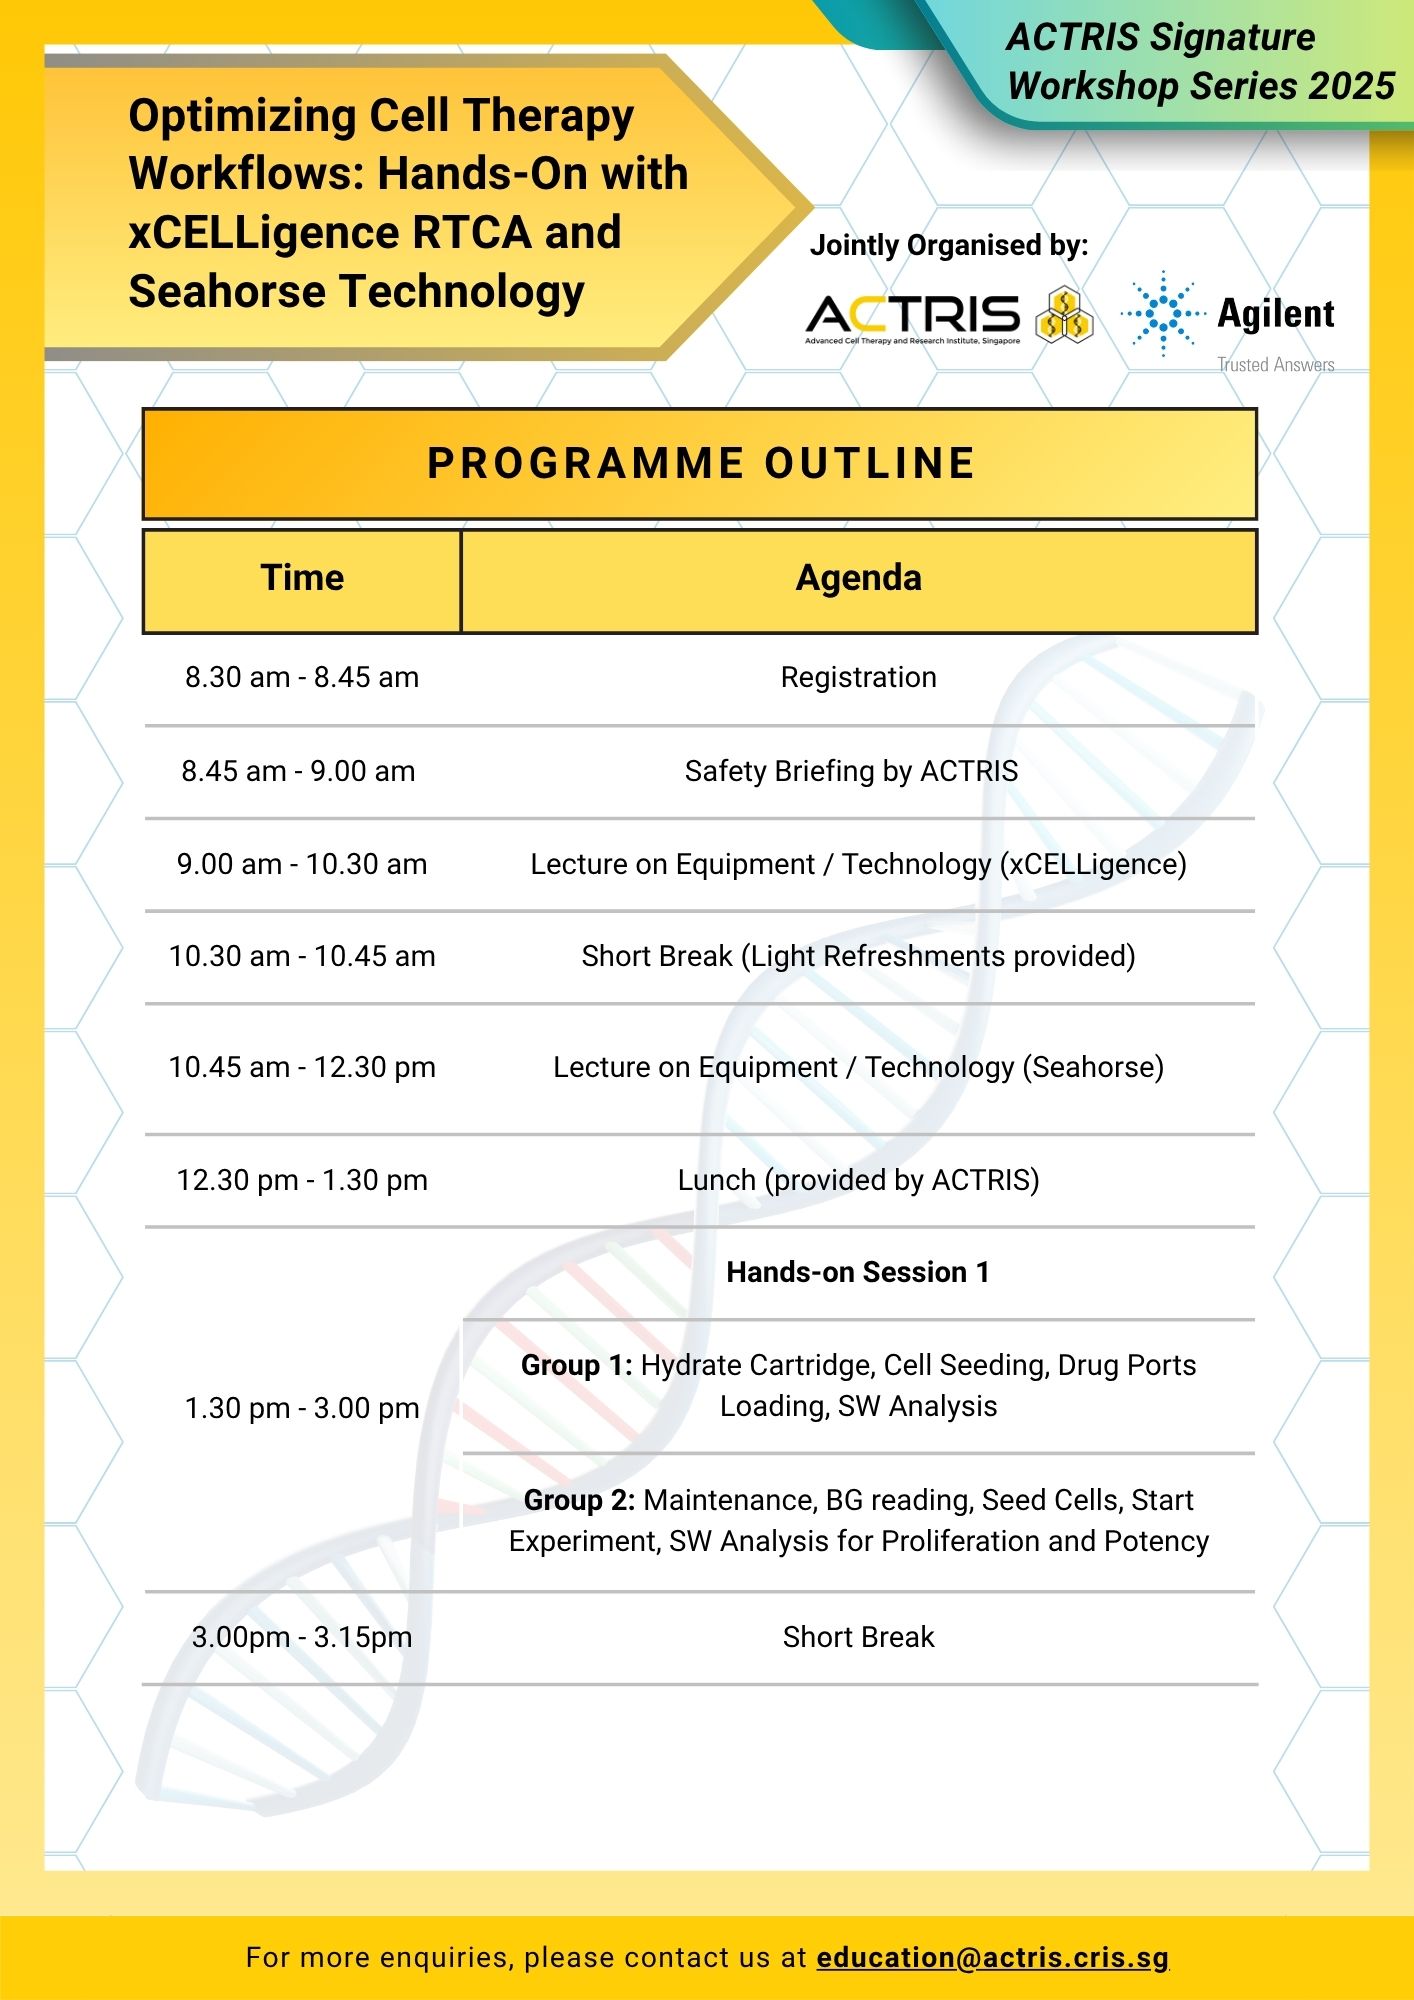 ACTRIS Signature
Workshop Series 2025
Optimizing Cell Therapy
Workflows: Hands-On with
xCELLigence RTCA and
Seahorse Technology
Jointly Organised by:
ACTRIS
Advanced Cell Therapy and Research Institute, Singapore
Agilent
Trusted Answers
PROGRAMME OUTLINE
Time Agenda
8.30 am - 8.45 am Registration
8.45 am - 9.00 am Safety Briefing by ACTRIS
9.00 am - 10.30 am Lecture on Equipment / Technology (xCELLigence)
10.30 am - 10.45 am Short Break (Light Refreshments provided)
10.45 am - 12.30 pm Lecture on Equipment / Technology (Seahorse)
12.30 pm - 1.30 pm Lunch (provided by ACTRIS)
1.30 pm - 3.00 pm
Hands-on Session 1
Group 1: Hydrate Cartridge, Cell Seeding, Drug Ports
Loading, SW Analysis
Group 2: Maintenance, BG reading, Seed Cells, Start
Experiment, SW Analysis for Proliferation and Potency
3.00pm - 3.15pm Short Break
For more enquiries, please contact us at education@actris.cris.sg